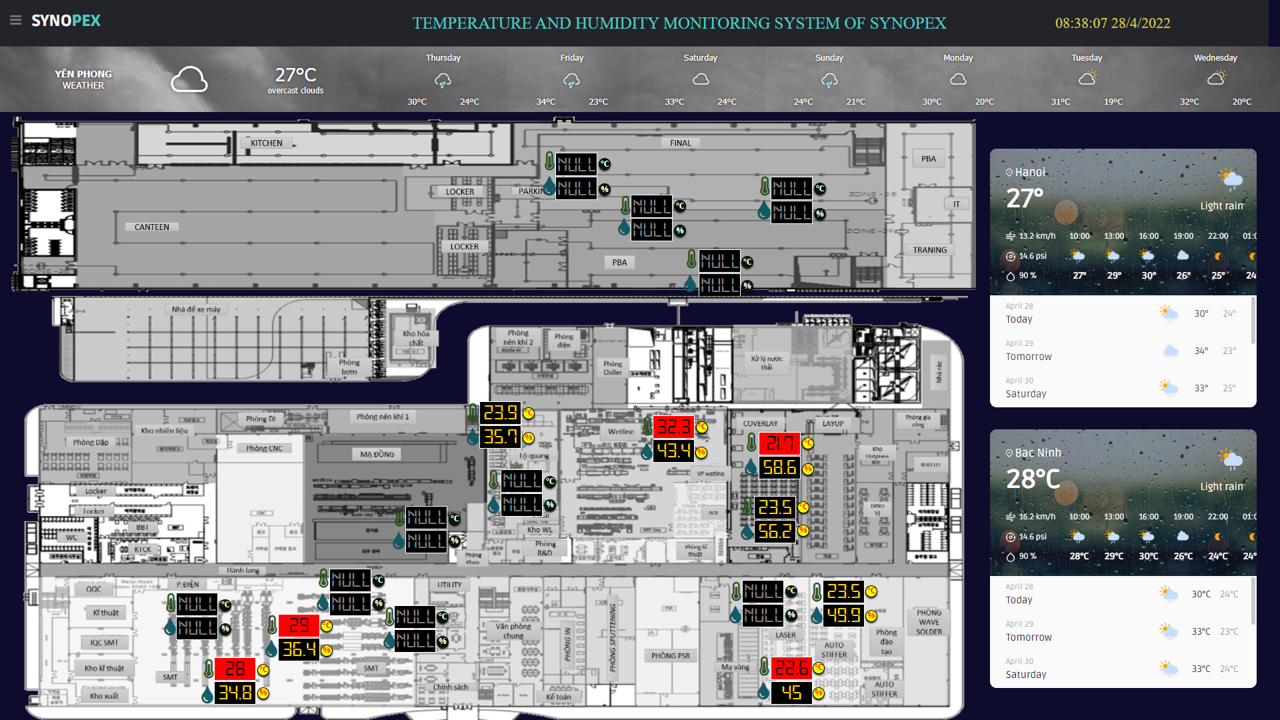 SYNOPEX
TEMPERATURE AND HUMIDITY MONITORING SYSTEM OF SYNOPEX
08:38:07 28/4/2022
YÊN PHONG
WEATHER
27°C
overcast clouds
Thursday
30°C 24°C
Friday
34°C 23°C
Saturday
33°C 24°C
Sunday
24°C 21°C
Monday
30°C 20°C
Tuesday
31°C 19°C
Wednesday
32°C 20°C
KITCHEN
FINAL
PBA
NULL °C
NULL %
LOCKER
PARKIN
NULL °C
NULL %
NULL °C
NULL %
IT
CANTEEN
LOCKER
PBA
NULL °C
NULL %
TRANING
Nhà để xe máy
Phòng bơm
Kho hóa chất
Phòng nén khí 2
Phòng điện
Phòng Chiller
Xử lý nước thải
Nhà rác
Phòng DI
Phòng nén khí 1
23.9 °C
35.7 %
Wetline
32.3 °C
43.4 %
COVERLAY
LAYUP
Phòng gia công
Phòng Dập
Kho nhiên liệu
Phòng CNC
MẠ ĐỒNG
Lộ quang
21.7 °C
58.6 %
Kho Hotpress
VP wetline
Locker
NULL °C
NULL %
23.5 °C
56.2 %
Locker
BBT
WC
KTCK
NULL °C
NULL %
Kho WL
Phòng R&D
Phòng kĩ thuật
Hành lang
QQC
P.ĐIỆN
NULL °C
NULL %
UTILITY
NULL °C
NULL %
23.5 °C
49.9 %
Kĩ thuật
NULL °C
NULL %
NULL °C
NULL %
29 °C
36.4 %
Văn phòng chung
PHÒNG IN
PHÒNG SPUTTERING
LASER
PHÒNG WAVE SOLDER
IQC SMT
PHÒNG PSR
AUTO STIFFER
Phòng đào tạo
Kho kĩ thuật
SMT
28 °C
34.8 %
SMT
Mạ vàng
22.6 °C
45 %
Kho xuất
Chính sách
Kế toán
AUTO STIFFER
Hanoi
27°
Light rain
13.2 km/h 10:00 13:00 16:00 19:00 22:00 01:0
14.6 psi
90 % 27° 29° 30° 26° 25° 24
April 28
Today 30° 24°
April 29
Tomorrow 34° 23°
April 30
Saturday 33° 25°
Bac Ninh
28°C
Light rain
16.2 km/h 10:00 13:00 16:00 19:00 22:00 01:0
14.6 psi
90 % 28°C 29°C 30°C 26°C 24°C 24°
April 28
Today 30°C 24°C
April 29
Tomorrow 33°C 23°C
April 30
Saturday 33°C 24°C